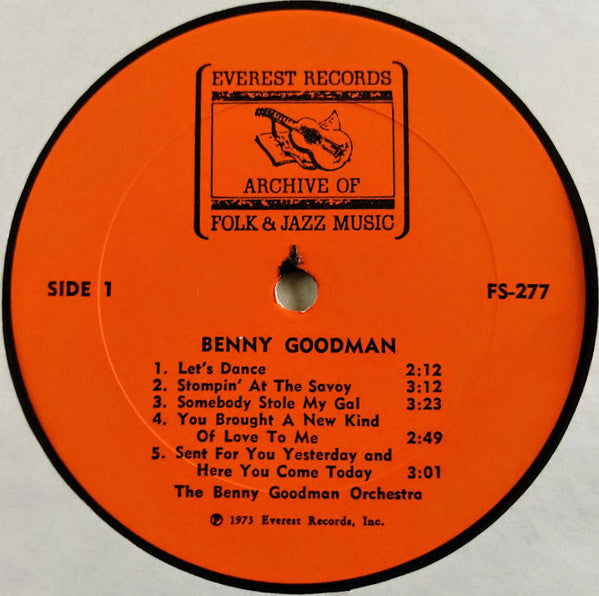 EVEREST RECORDS
ARCHIVE OF
FOLK & JAZZ MUSIC
SIDE 1 FS-277
BENNY GOODMAN
1. Let's Dance 2:12
2. Stompin' At The Savoy 3:12
3. Somebody Stole My Gal 3:23
4. You Brought A New Kind
Of Love To Me 2:49
5. Sent For You Yesterday and
Here You Come Today 3:01
The Benny Goodman Orchestra
℗ 1973 Everest Records, Inc.